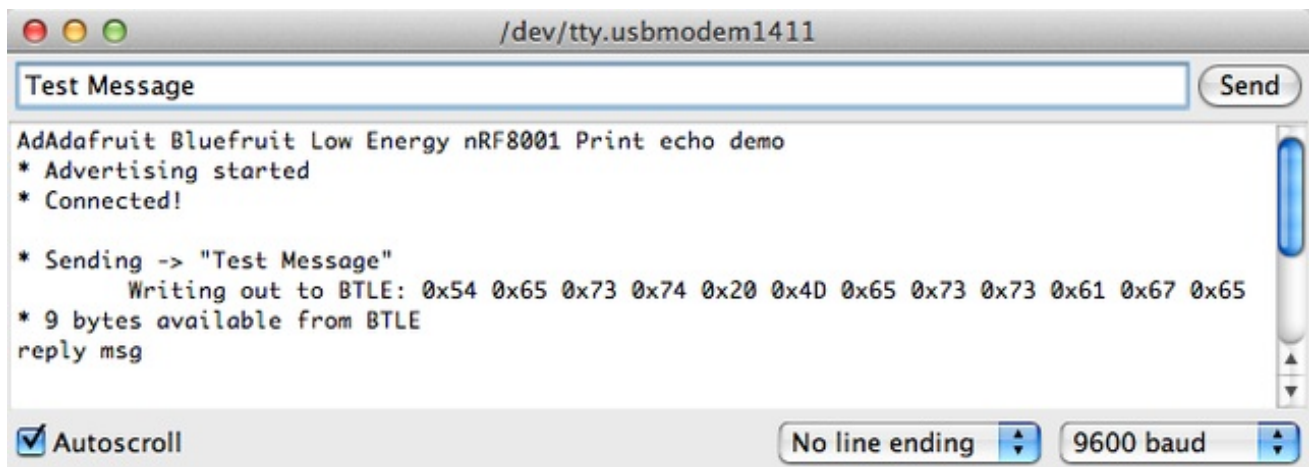 /dev/tty.usbmodem1411
Test Message
Send
AdAdafruit Bluefruit Low Energy nRF8001 Print echo demo
* Advertising started
* Connected!
* Sending -> "Test Message"
Writing out to BTLE: 0x54 0x65 0x73 0x74 0x20 0x4D 0x65 0x73 0x73 0x61 0x67 0x65
* 9 bytes available from BTLE
reply msg
Autoscroll
No line ending
9600 baud